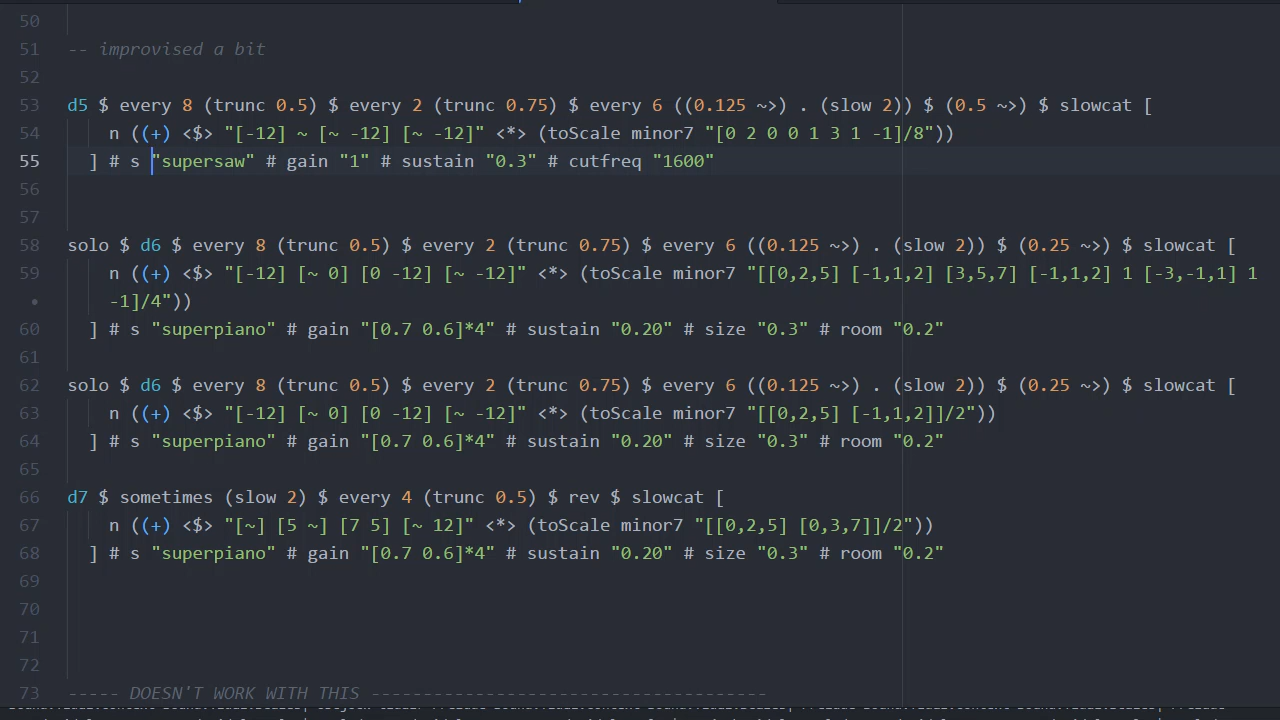 50
51 -- improvised a bit
52
53 d5 $ every 8 (trunc 0.5) $ every 2 (trunc 0.75) $ every 6 ((0.125 ~>) . (slow 2)) $ (0.5 ~>) $ slowcat [
54 n ((+) <$> "[-12] ~ [~ -12] [~ -12]" <*> (toScale minor7 "[0 2 0 0 1 3 1 -1]/8"))
55 ] # s "supersaw" # gain "1" # sustain "0.3" # cutfreq "1600"
56
57
58 solo $ d6 $ every 8 (trunc 0.5) $ every 2 (trunc 0.75) $ every 6 ((0.125 ~>) . (slow 2)) $ (0.25 ~>) $ slowcat [
59 n ((+) <$> "[-12] [~ 0] [0 -12] [~ -12]" <*> (toScale minor7 "[[0,2,5] [-1,1,2] [3,5,7] [-1,1,2] 1 [-3,-1,1] 1
• -1]/4"))
60 ] # s "superpiano" # gain "[0.7 0.6]*4" # sustain "0.20" # size "0.3" # room "0.2"
61
62 solo $ d6 $ every 8 (trunc 0.5) $ every 2 (trunc 0.75) $ every 6 ((0.125 ~>) . (slow 2)) $ (0.25 ~>) $ slowcat [
63 n ((+) <$> "[-12] [~ 0] [0 -12] [~ -12]" <*> (toScale minor7 "[[0,2,5] [-1,1,2]]/2"))
64 ] # s "superpiano" # gain "[0.7 0.6]*4" # sustain "0.20" # size "0.3" # room "0.2"
65
66 d7 $ sometimes (slow 2) $ every 4 (trunc 0.5) $ rev $ slowcat [
67 n ((+) <$> "[~] [5 ~] [7 5] [~ 12]" <*> (toScale minor7 "[[0,2,5] [0,3,7]]/2"))
68 ] # s "superpiano" # gain "[0.7 0.6]*4" # sustain "0.20" # size "0.3" # room "0.2"
69
70
71
72
73 ----- DOESN'T WORK WITH THIS --------------------------------------